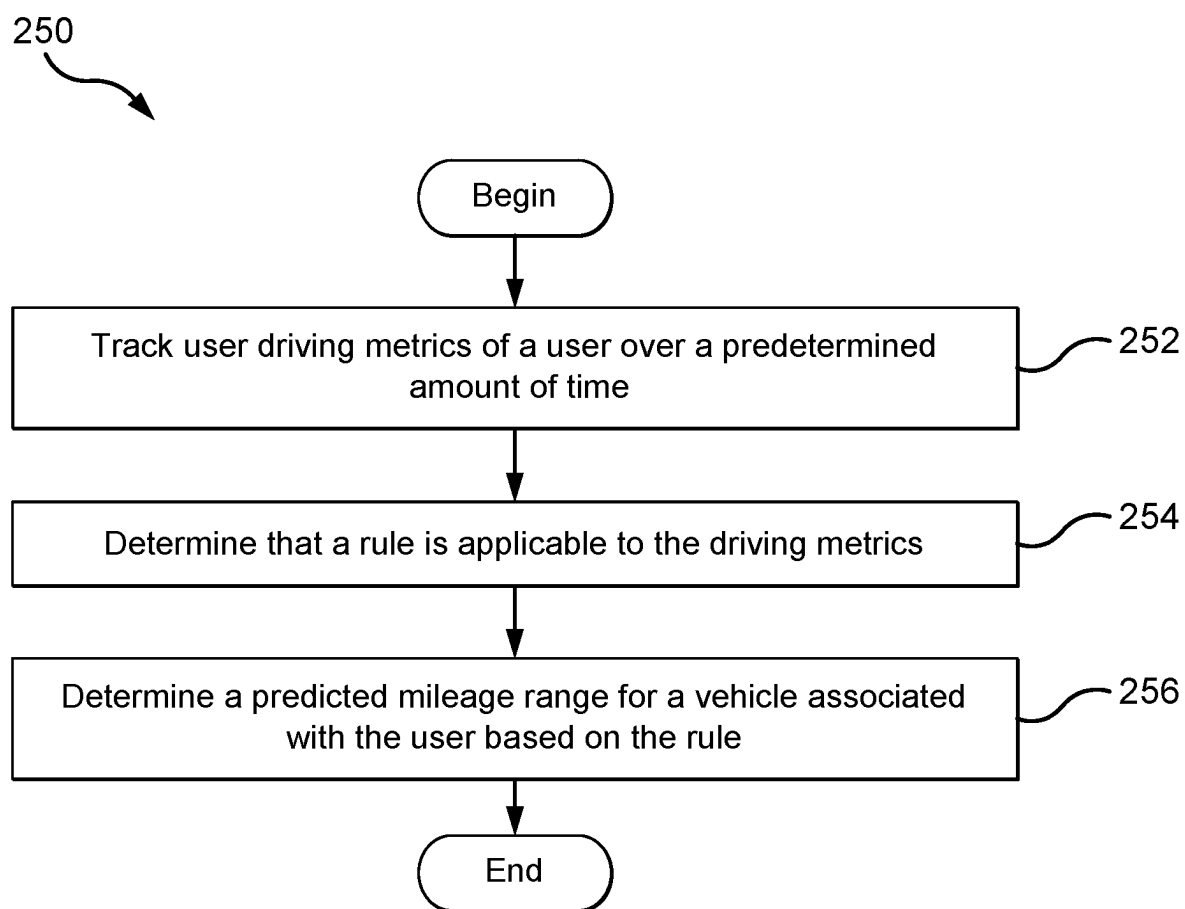 250
Begin
Track user driving metrics of a user over a predetermined
amount of time
252
Determine that a rule is applicable to the driving metrics
254
Determine a predicted mileage range for a vehicle associated
with the user based on the rule
256
End